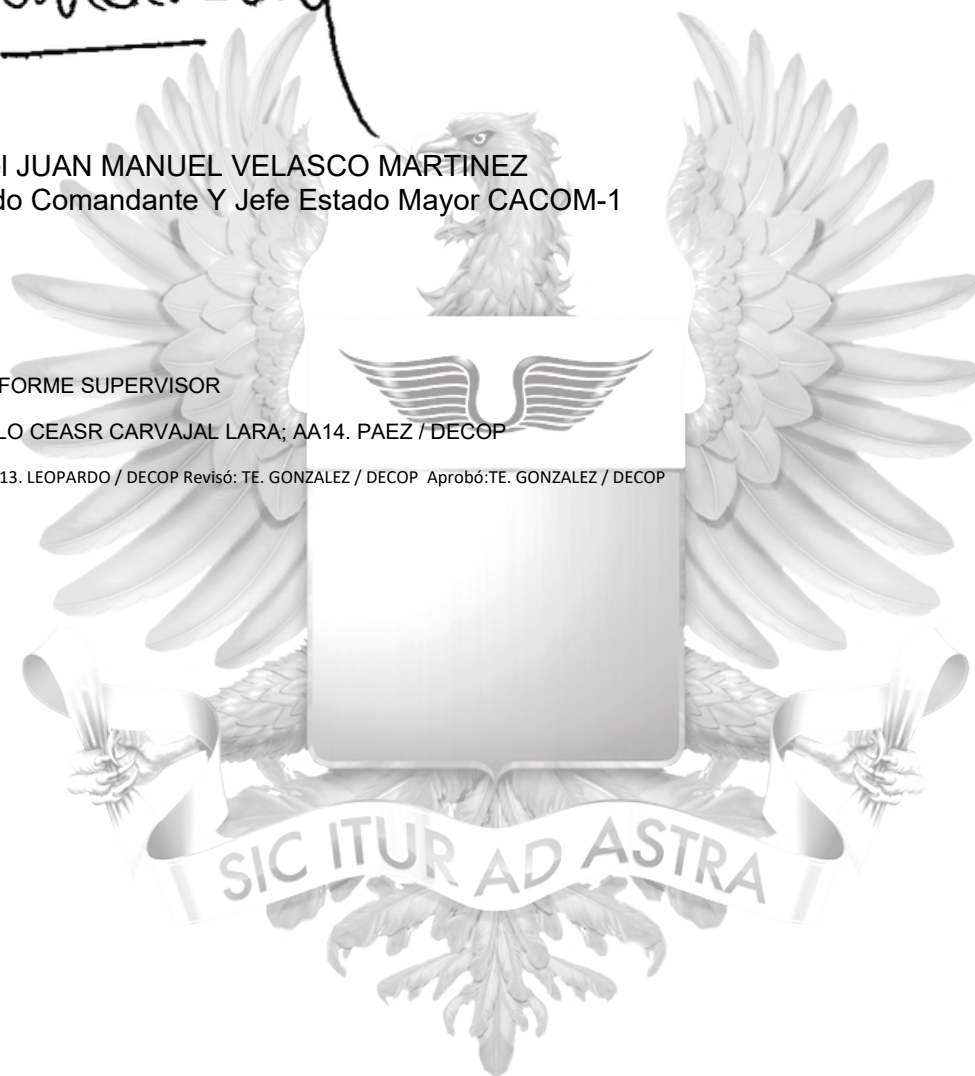 JUAN MANUEL VELASCO MARTINEZ
do Comandante Y Jefe Estado Mayor CACOM-1
FORME SUPERVISOR
LO CEASR CARVAJAL LARA; AA14. PAEZ / DECOP
13. LEOPARDO / DECOP Revisó: TE. GONZALEZ / DECOP Aprobó:TE. GONZALEZ / DECOP
SIC ITUR AD ASTRA